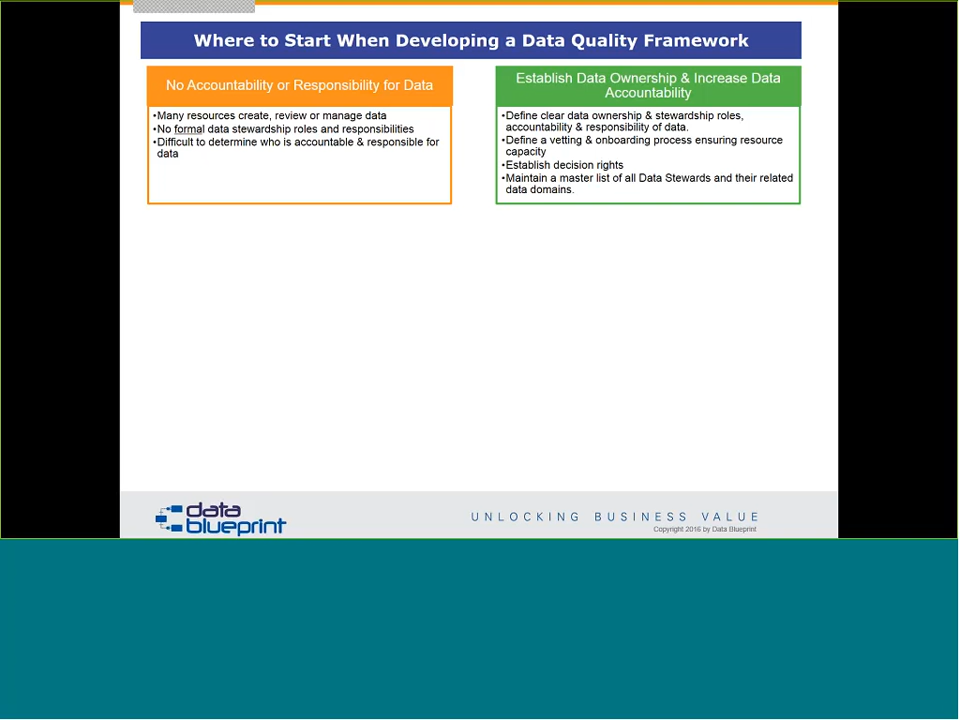 Where to Start When Developing a Data Quality Framework
No Accountability or Responsibility for Data
•Many resources create, review or manage data
•No formal data stewardship roles and responsibilities
•Difficult to determine who is accountable & responsible for
data
Establish Data Ownership & Increase Data
Accountability
•Define clear data ownership & stewardship roles,
accountability & responsibility of data.
•Define a vetting & onboarding process ensuring resource
capacity
•Establish decision rights
•Maintain a master list of all Data Stewards and their related
data domains.
data
blueprint
UNLOCKING BUSINESS VALUE
Copyright 2016 by Data Blueprint